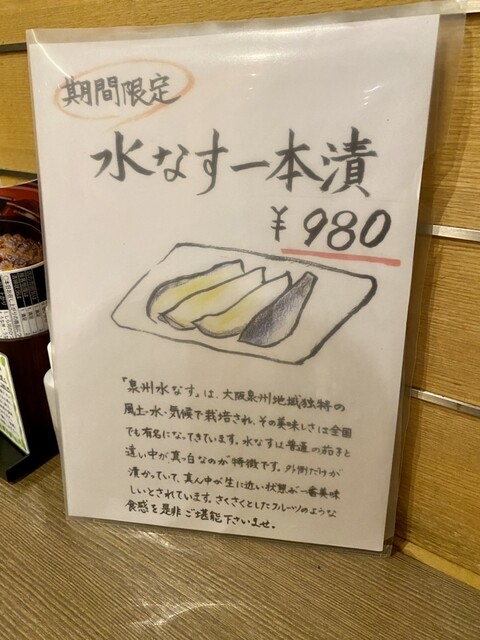 期間限定
水なす一本漬
¥980
「泉州水なす」は、大阪泉州地域独特の
風土・水・気候で栽培され、その美味しさは全国
でも有名になってきています。水なすは普通の茄子と
違い中が真っ白なのが特徴です。外側だけが
漬かっていて、真ん中が生に近い状態が一番美味
しいとされています。さくさくとしたフルーツのような
食感を是非ご堪能下さいませ。